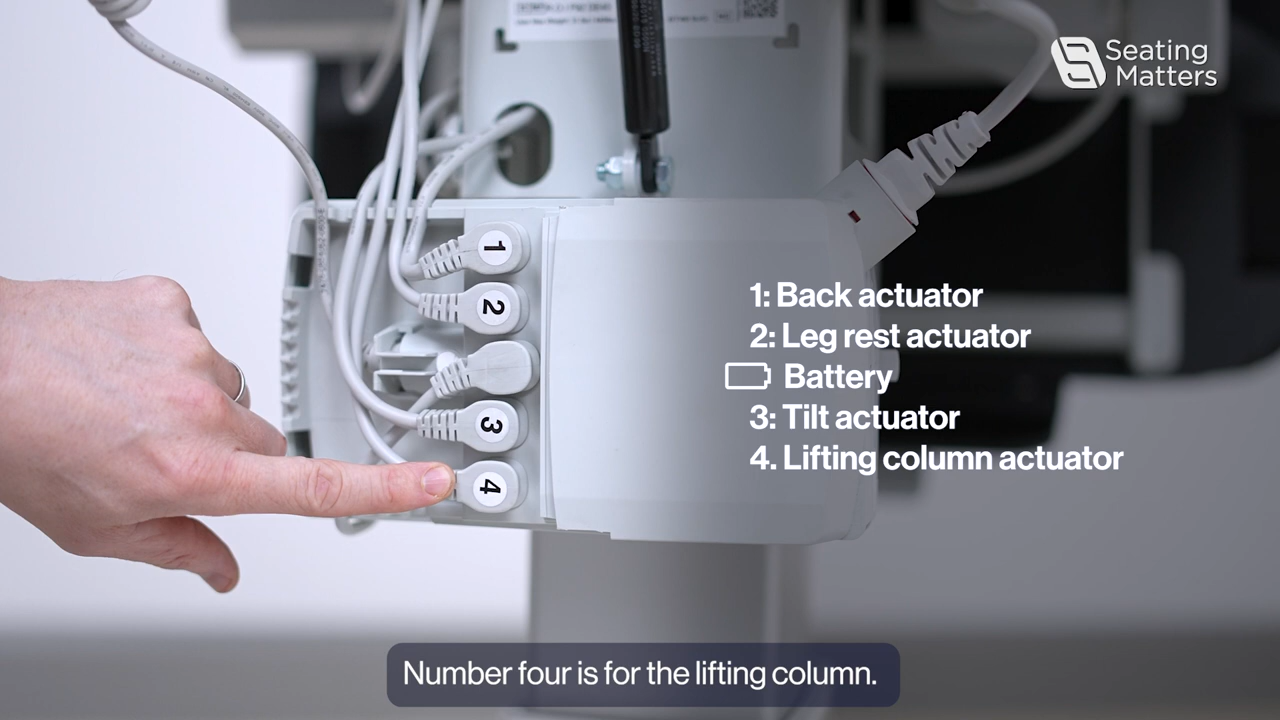 Seating
Matters
1
2
3
4
1: Back actuator
2: Leg rest actuator
Battery
3: Tilt actuator
4. Lifting column actuator
Number four is for the lifting column.